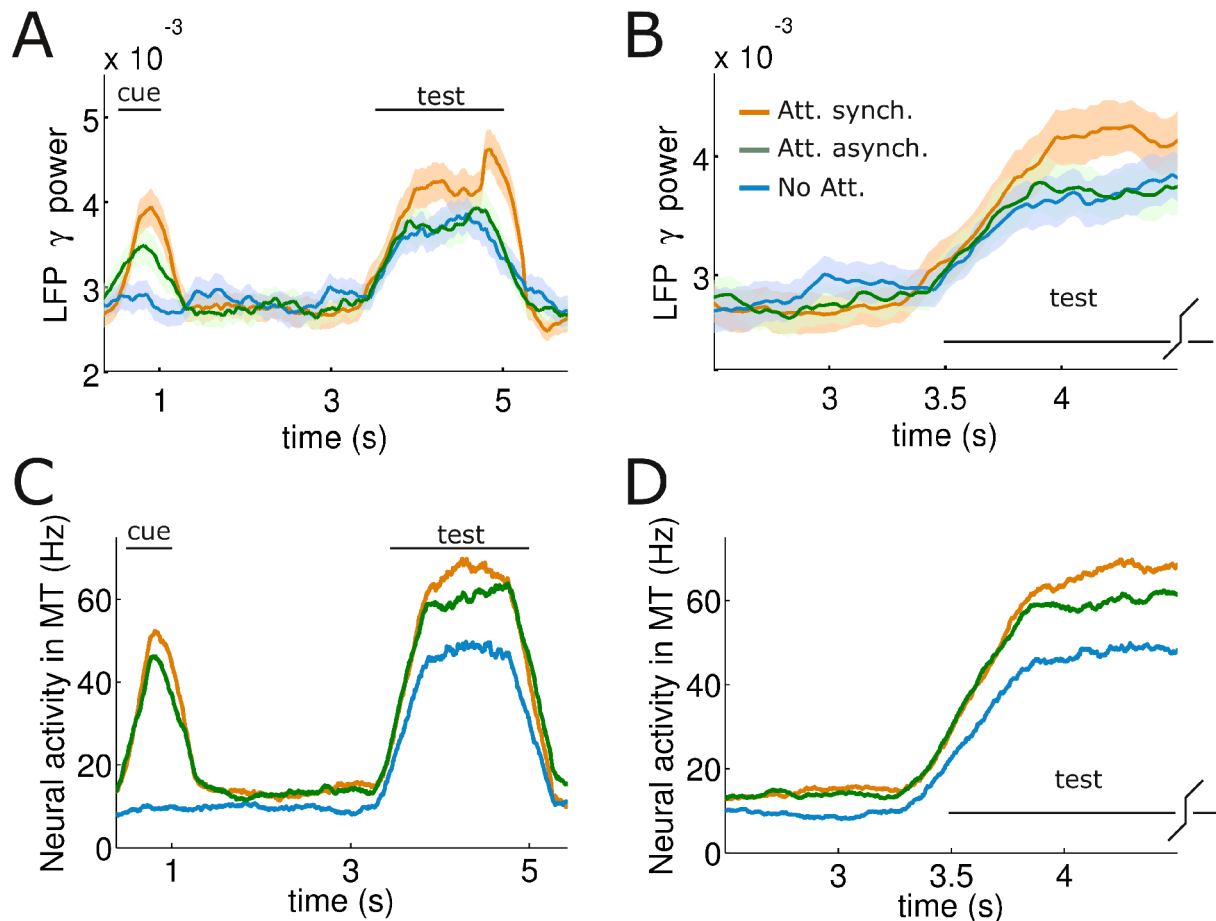 A
x 10 -3
cue
test
5
4
3
2
LFP γ power
1 3 5
time (s)
B
x 10 -3
Att. synch.
Att. asynch.
No Att.
4
3
LFP γ power
test
3 3.5 4
time (s)
C
cue
test
60
40
20
0
Neural activity in MT (Hz)
1 3 5
time (s)
D
60
40
20
0
Neural activity in MT (Hz)
test
3 3.5 4
time (s)